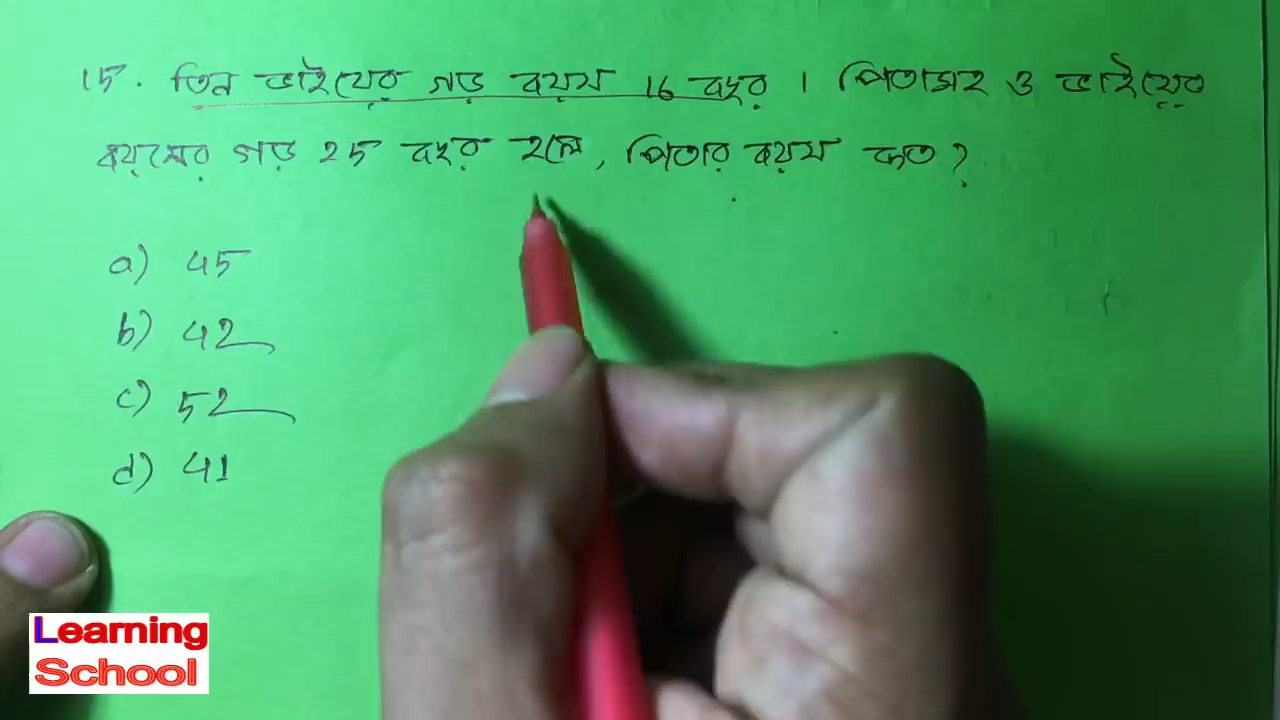 15. তিন ভাইয়ের গড় বয়স 16 বছর । পিতাসহ ও ভাইয়ের
বয়সের গড় 25 বছর হলে, পিতার বয়স কত ?
a) 45
b) 42
c) 52
d) 41
Learning
School